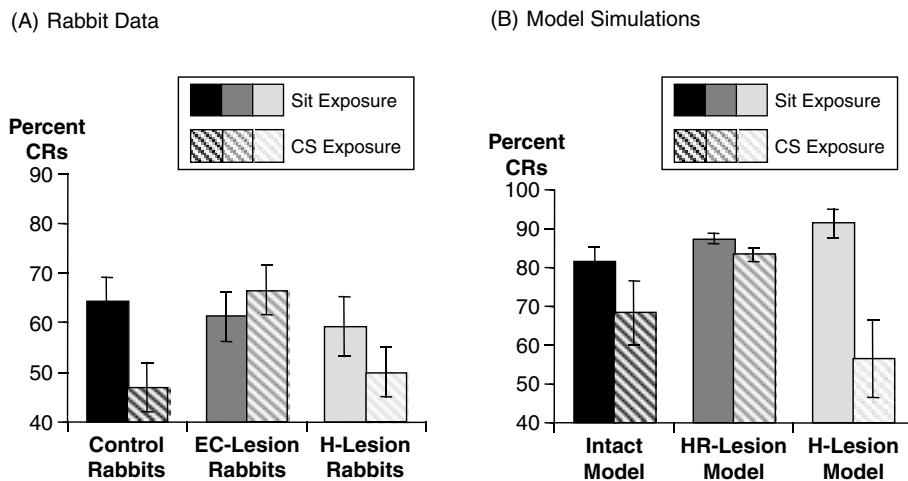 (A) Rabbit Data
Sit Exposure
CS Exposure
Percent
CRs
90
80
70
60
50
40
Control
Rabbits
EC-Lesion
Rabbits
H-Lesion
Rabbits
(B) Model Simulations
Sit Exposure
CS Exposure
Percent
CRs
100
90
80
70
60
50
40
Intact
Model
HR-Lesion
Model
H-Lesion
Model